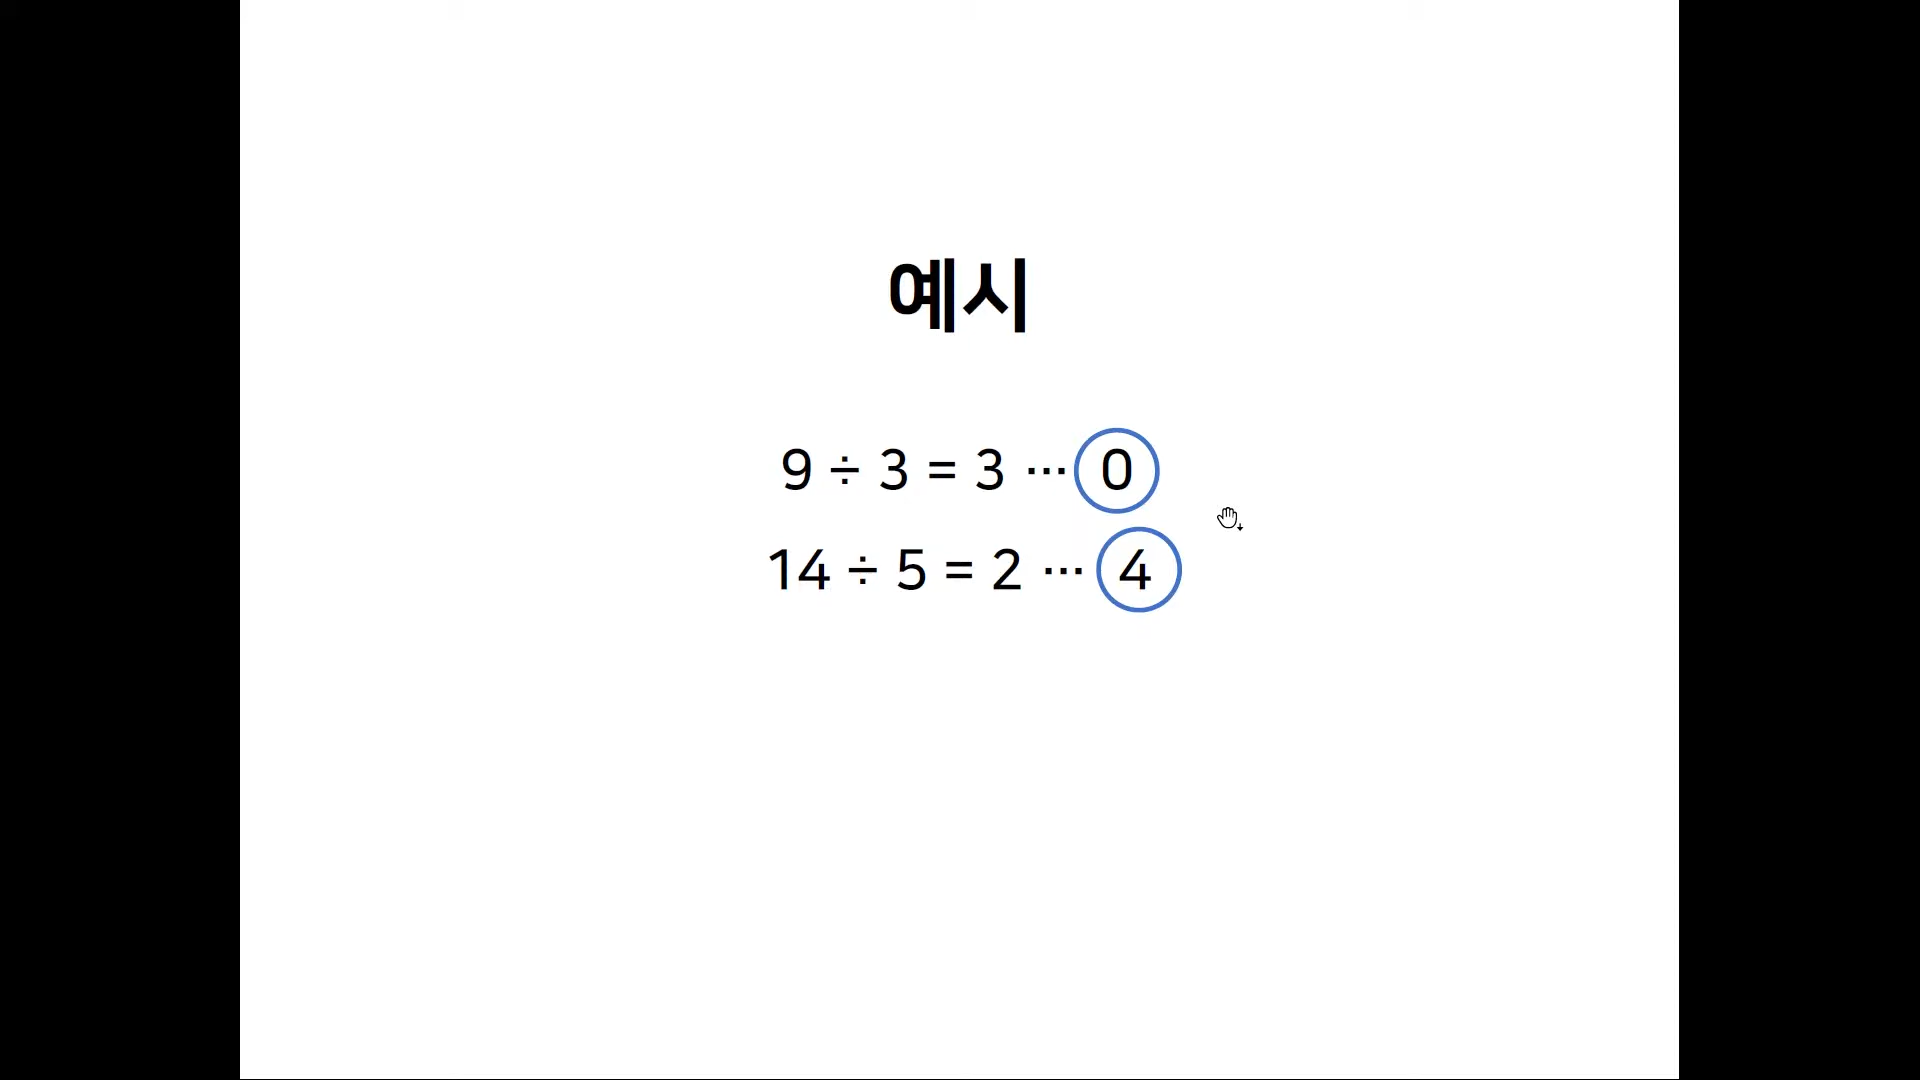 예시
9 ÷ 3 = 3 ··· 0
14 ÷ 5 = 2 ··· 4